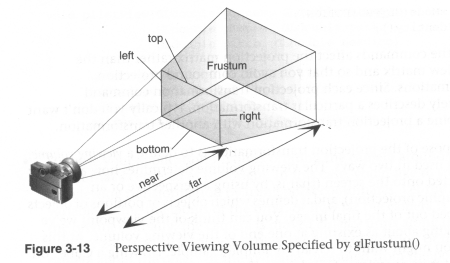 top
left
Frustum
right
bottom
near
far
Figure 3-13 Perspective Viewing Volume Specified by glFrustum()